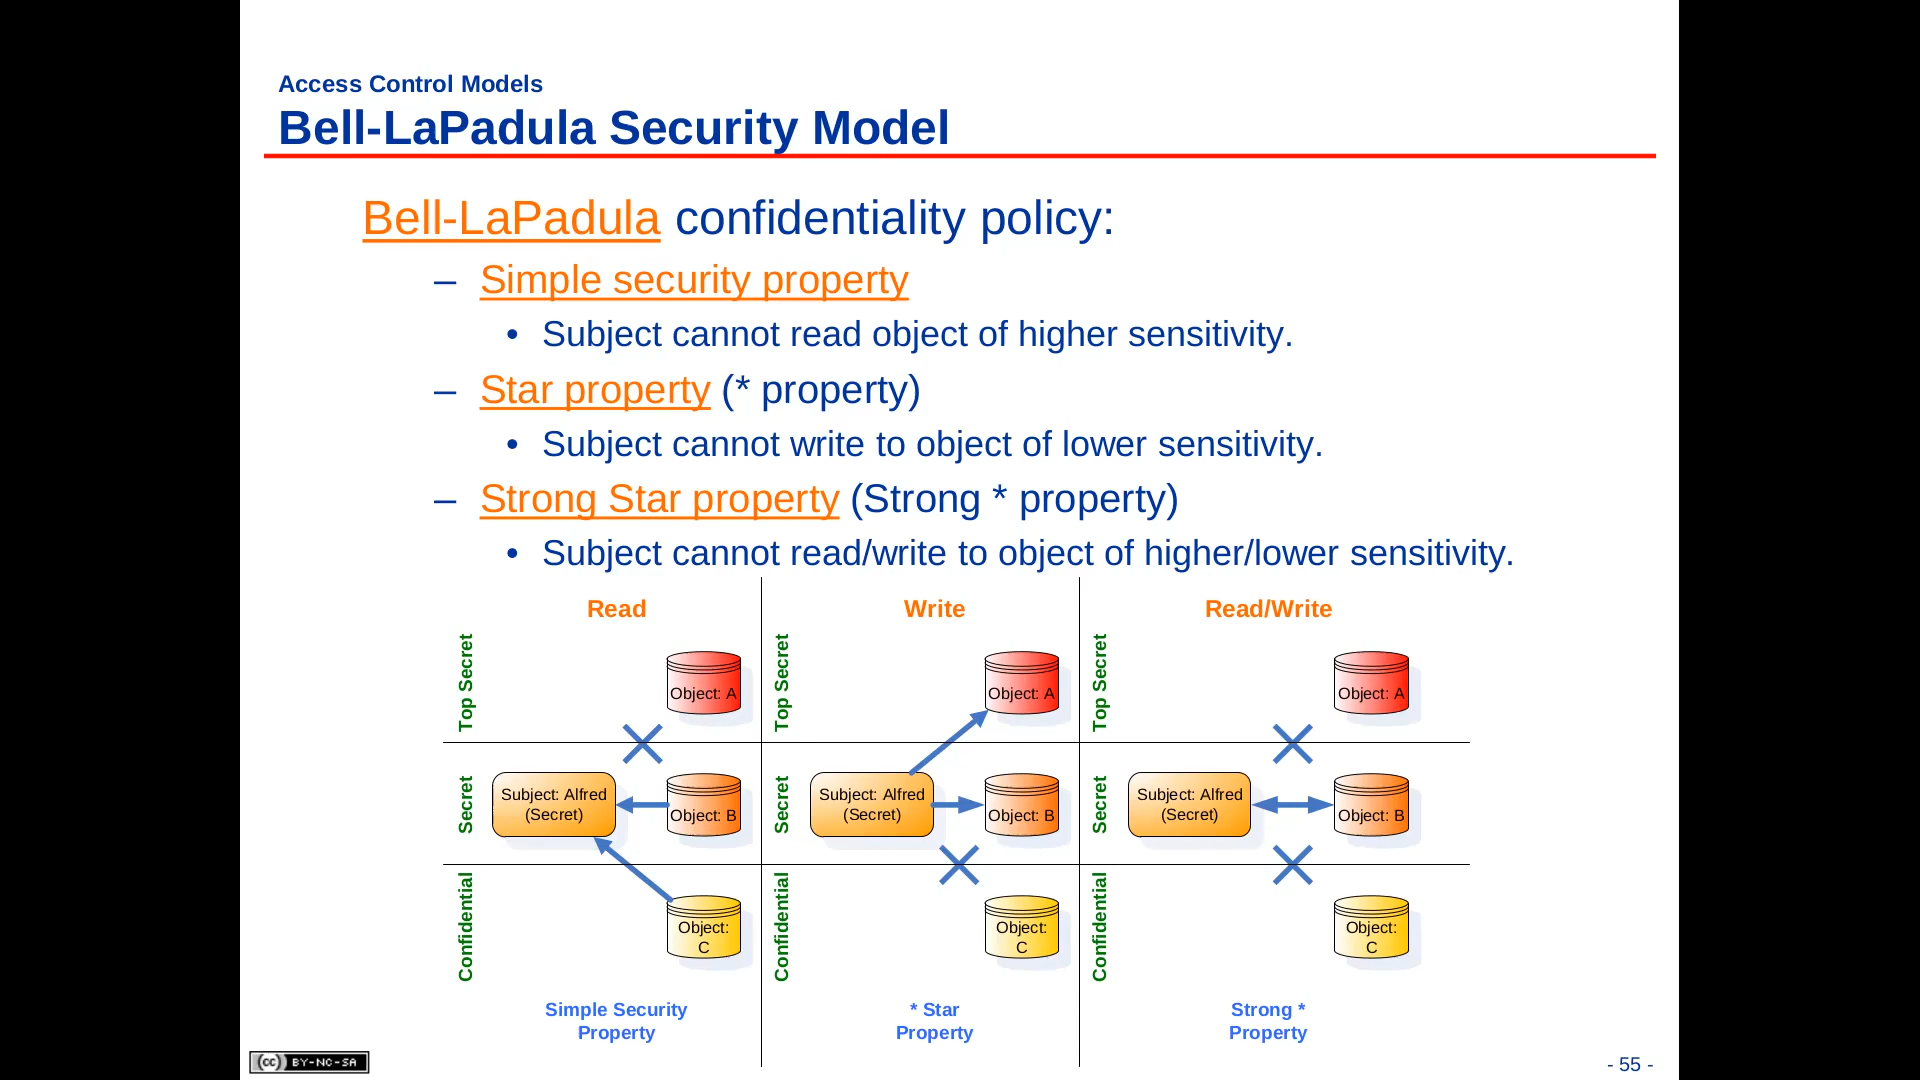 Access Control Models
Bell-LaPadula Security Model
Bell-LaPadula confidentiality policy:
– Simple security property
• Subject cannot read object of higher sensitivity.
– Star property (* property)
• Subject cannot write to object of lower sensitivity.
– Strong Star property (Strong * property)
• Subject cannot read/write to object of higher/lower sensitivity.
Read
Top Secret
Object: A
Secret
Subject: Alfred
(Secret)
Object: B
Confidential
Object:
C
Simple Security
Property
Write
Top Secret
Object: A
Secret
Subject: Alfred
(Secret)
Object: B
Confidential
Object:
C
* Star
Property
Read/Write
Top Secret
Object: A
Secret
Subject: Alfred
(Secret)
Object: B
Confidential
Object:
C
Strong *
Property
(cc) BY-NC-SA
- 55 -